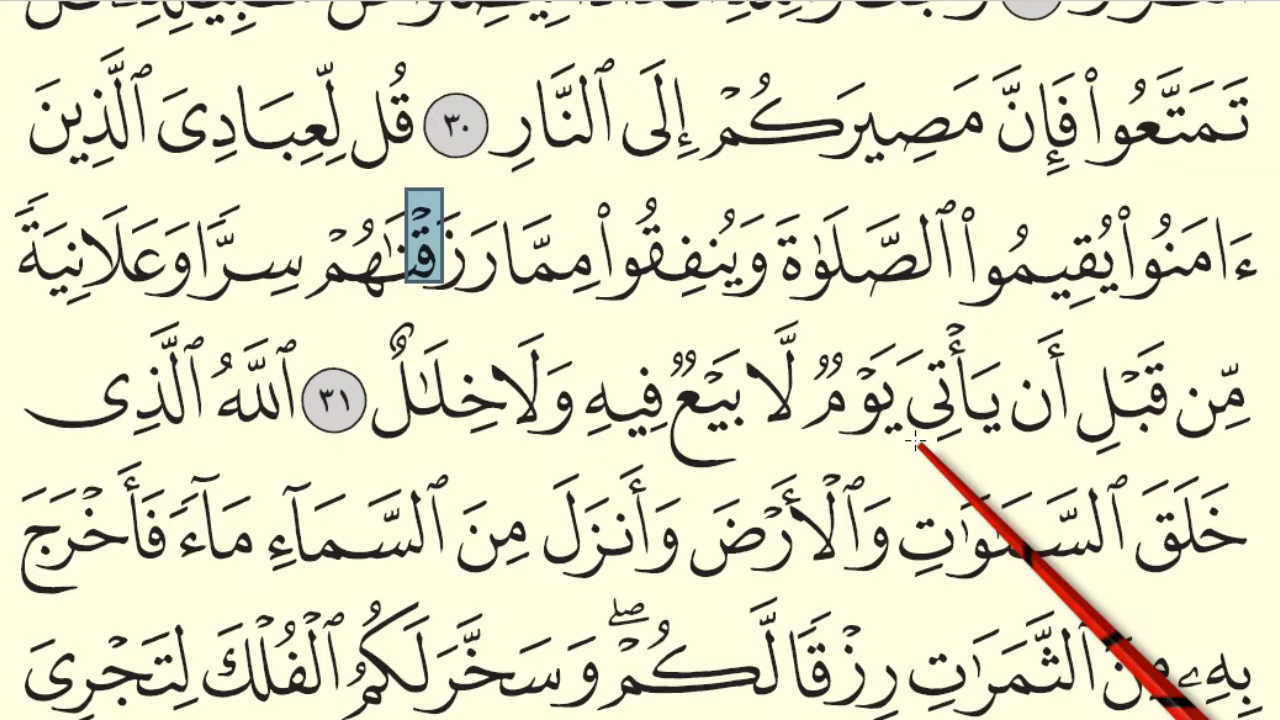 تَمَتَّعُوا۟ فَإِنَّ مَصِيرَكُمْ إِلَى ٱلنَّارِ ٣٠ قُل لِّعِبَادِىَ ٱلَّذِينَ
ءَامَنُوا۟ يُقِيمُوا۟ ٱلصَّلَوٰةَ وَيُنفِقُوا۟ مِمَّا رَزَقْنَٰهُمْ سِرًّا وَعَلَانِيَةً
مِّن قَبْلِ أَن يَأْتِىَ يَوْمٌ لَّا بَيْعٌ فِيهِ وَلَا خِلَٰلٌ ٣١ ٱللَّهُ ٱلَّذِى
خَلَقَ ٱلسَّمَٰوَٰتِ وَٱلْأَرْضَ وَأَنزَلَ مِنَ ٱلسَّمَآءِ مَآءً فَأَخْرَجَ
بِهِۦ مِنَ ٱلثَّمَرَٰتِ رِزْقًا لَّكُمْ ۖ وَسَخَّرَ لَكُمُ ٱلْفُلْكَ لِتَجْرِىَ